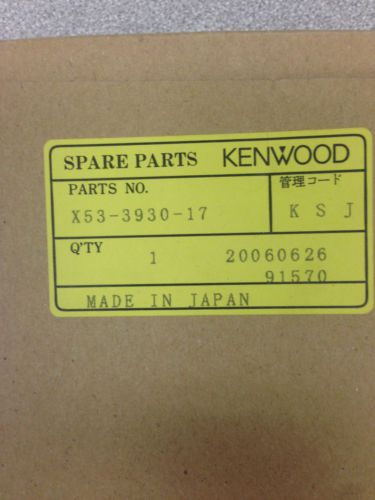 SPARE PARTS KENWOOD
PARTS NO.
管理コード
X53-3930-17
K S J
Q'TY
1
20060626
91570
MADE IN JAPAN